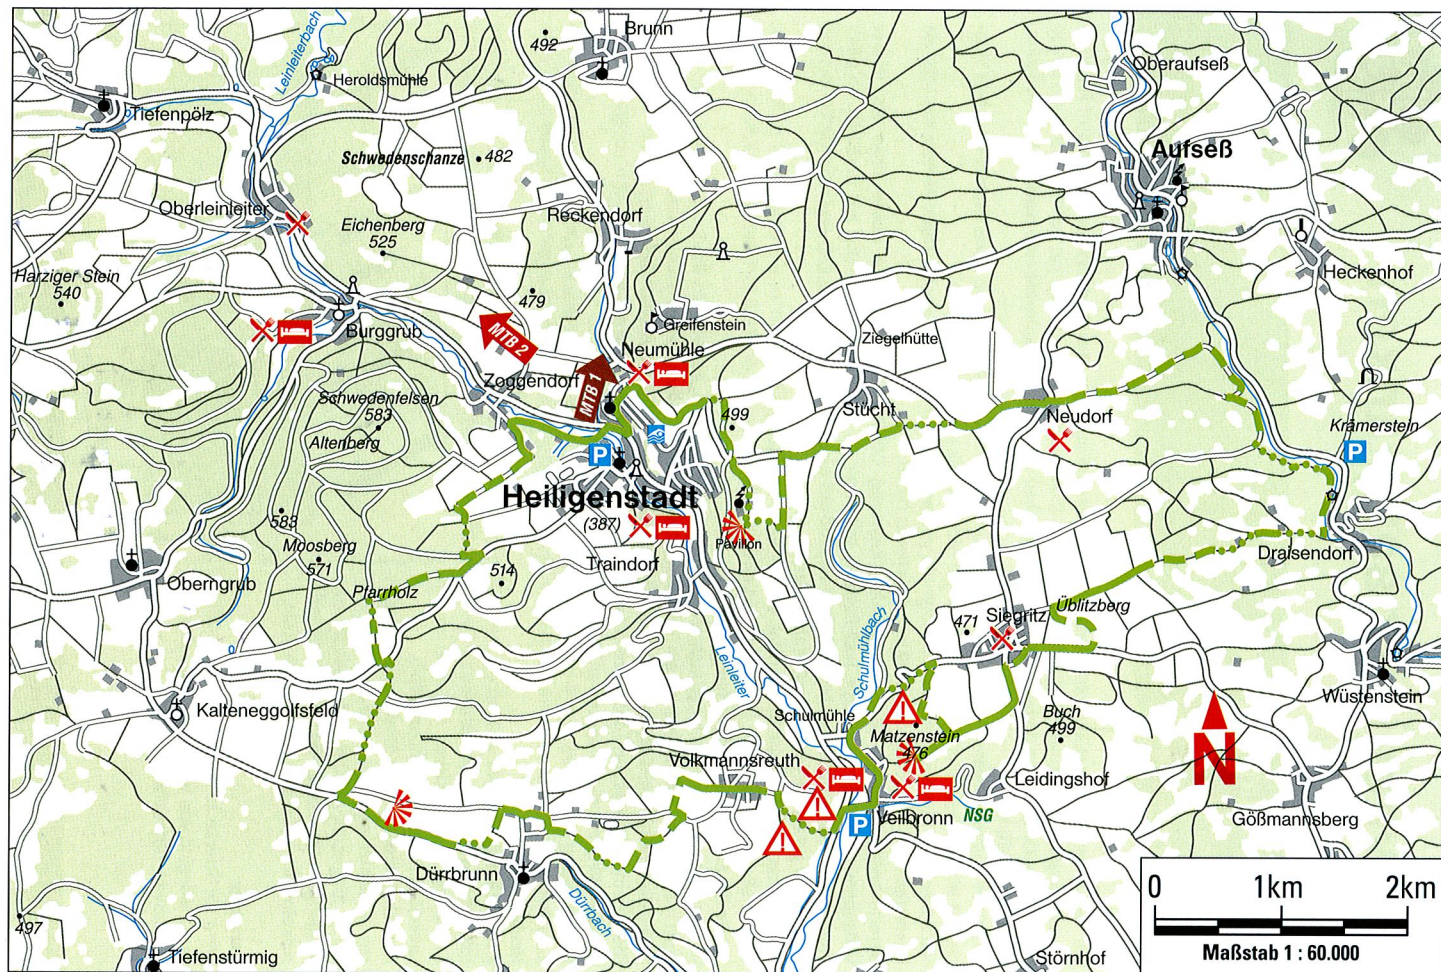 492
Brunn
Oberaufseß
Leinleiterbach
Heroldsmühle
Tiefenpölz
Schwedenschanze
482
Aufseß
Oberleinleiter
Eichenberg
525
Reckendorf
Harziger Stein
540
479
Heckenhof
Burggrub
MTB 2
Greifenstein
Ziegelhütte
Neumühle
Zoggendorf
MTB 1
Schwedenfelsen
583
Altenberg
499
Stücht
Neudorf
Krämerstein
P
P
Heiligenstadt
(387)
583
Moosberg
571
Pavillon
Oberngrub
514
Traindorf
Draisendorf
Pfarrholz
Üblitzberg
471
Siegritz
Schulmühlbach
Leinleiter
Wüstenstein
Kalteneggolfsfeld
Schulmühle
Matzenstein
476
Buch
499
N
Volkmannsreuth
Leidingshof
Veilbronn
NSG
P
Gößmannsberg
Dürrbrunn
Dürrbach
497
Tiefenstürmig
Störnhof
0 1km 2km
Maßstab 1 : 60.000